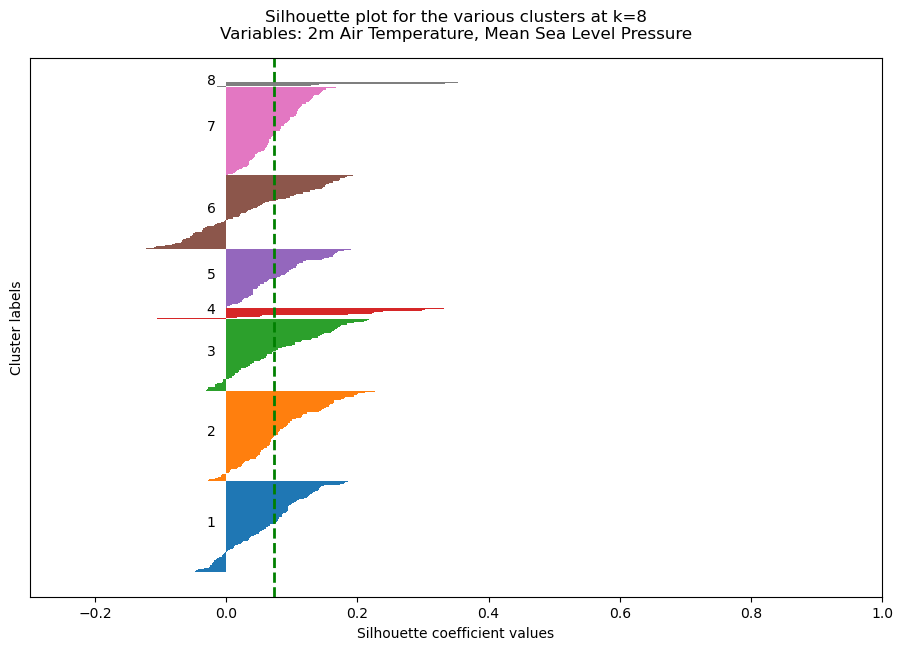 Silhouette plot for the various clusters at k=8
Variables: 2m Air Temperature, Mean Sea Level Pressure
Cluster labels
8
7
6
5
4
3
2
1
−0.2 0.0 0.2 0.4 0.6 0.8 1.0
Silhouette coefficient values